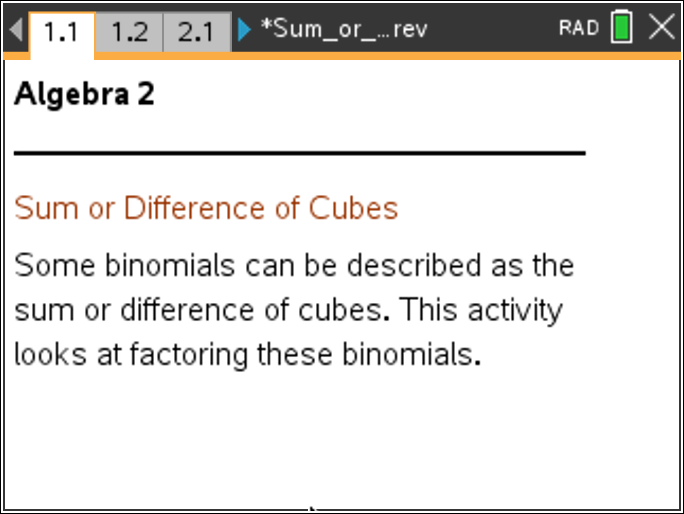 1.1 1.2 2.1 *Sum_or_...rev RAD
Algebra 2
Sum or Difference of Cubes
Some binomials can be described as the
sum or difference of cubes. This activity
looks at factoring these binomials.